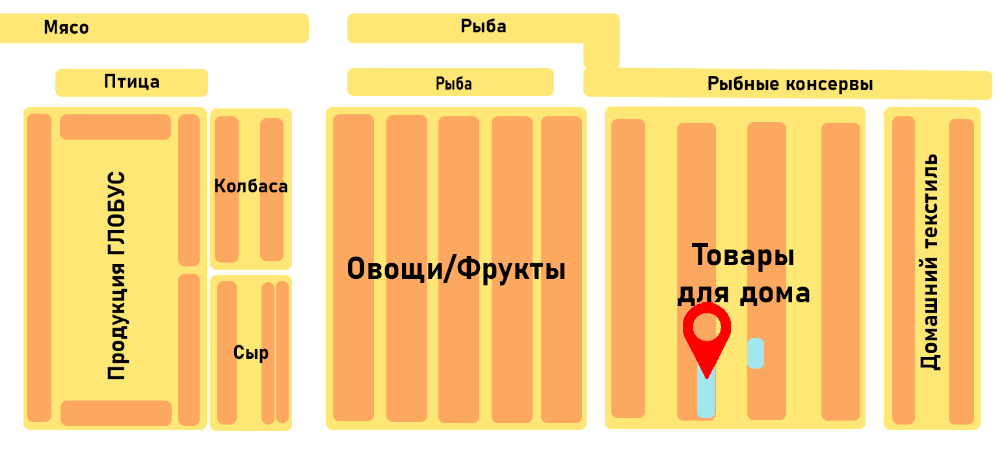 Мясо
Рыба
Птица
Рыба
Рыбные консервы
Продукция ГЛОБУС
Колбаса
Сыр
Овощи/Фрукты
Товары
для дома
Домашний текстиль